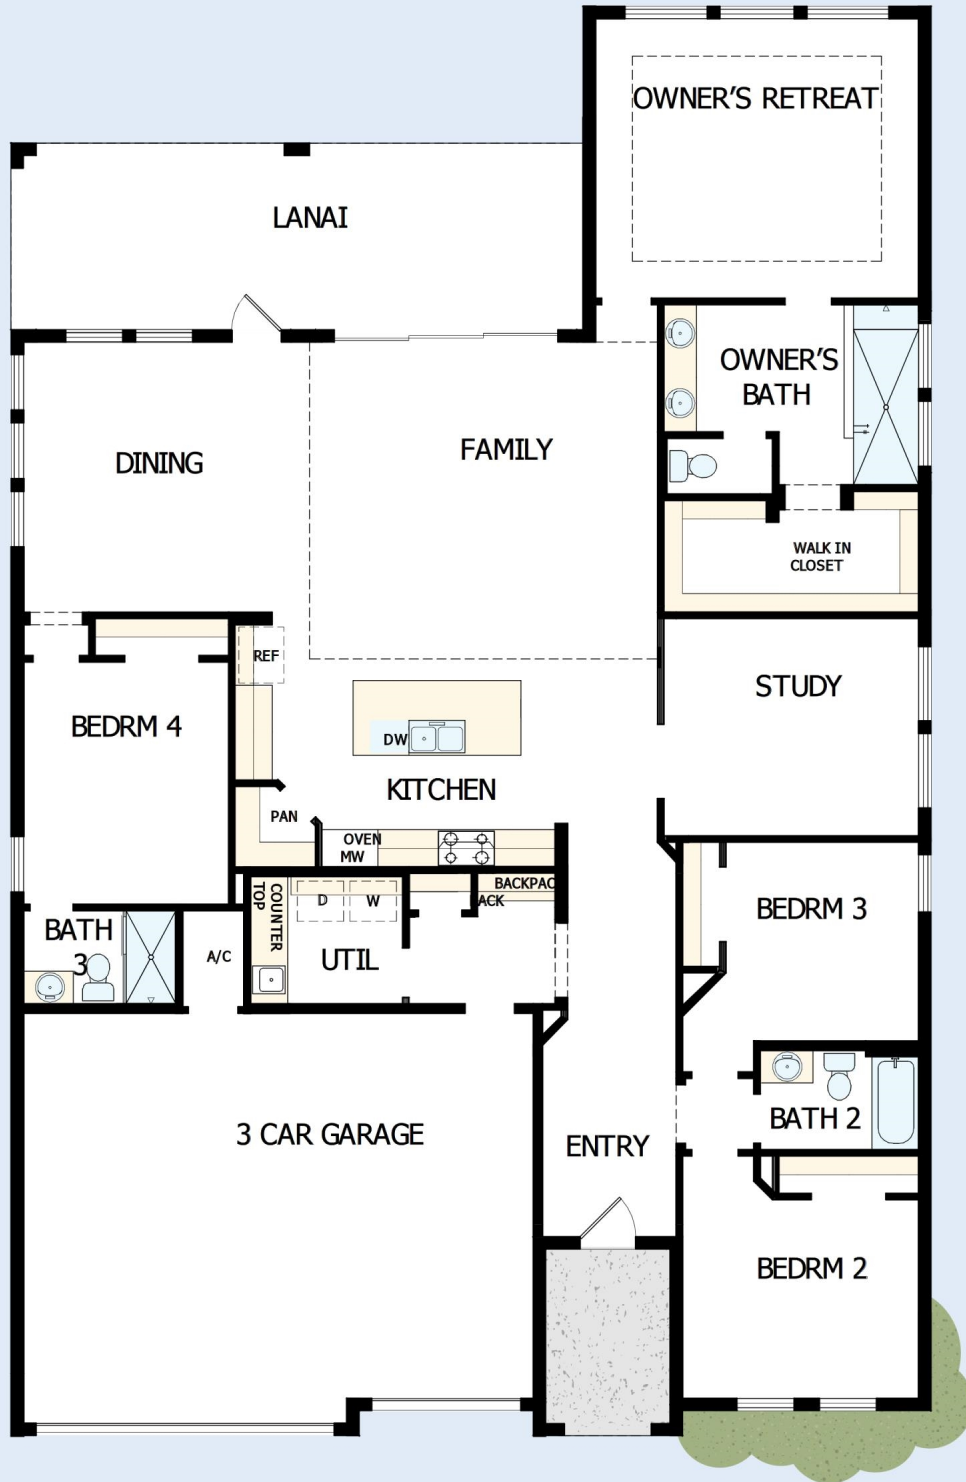 OWNER'S RETREAT
LANAI
OWNER'S
BATH
FAMILY
DINING
WALK IN
CLOSET
REF
STUDY
BEDRM 4
DW
KITCHEN
PAN
OVEN
MW
BACKPAC
ACK
COUNTER
TOP
D
W
BEDRM 3
BATH
3
A/C
UTIL
BATH 2
3 CAR GARAGE
ENTRY
BEDRM 2